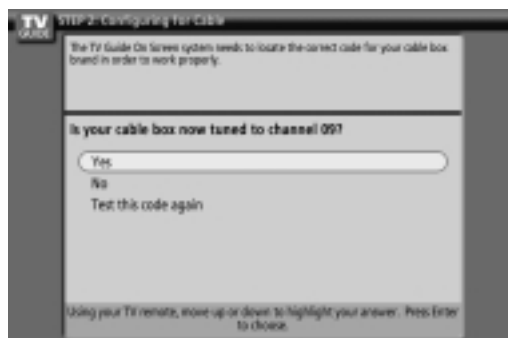 TV
GUIDE
STEP 2: Configuring for Cable
The TV Guide On Screen system needs to locate the correct code for your cable box
brand in order to work properly.
Is your cable box now tuned to channel 09?
Yes
No
Test this code again
Using your TV remote, move up or down to highlight your answer. Press Enter
to choose.